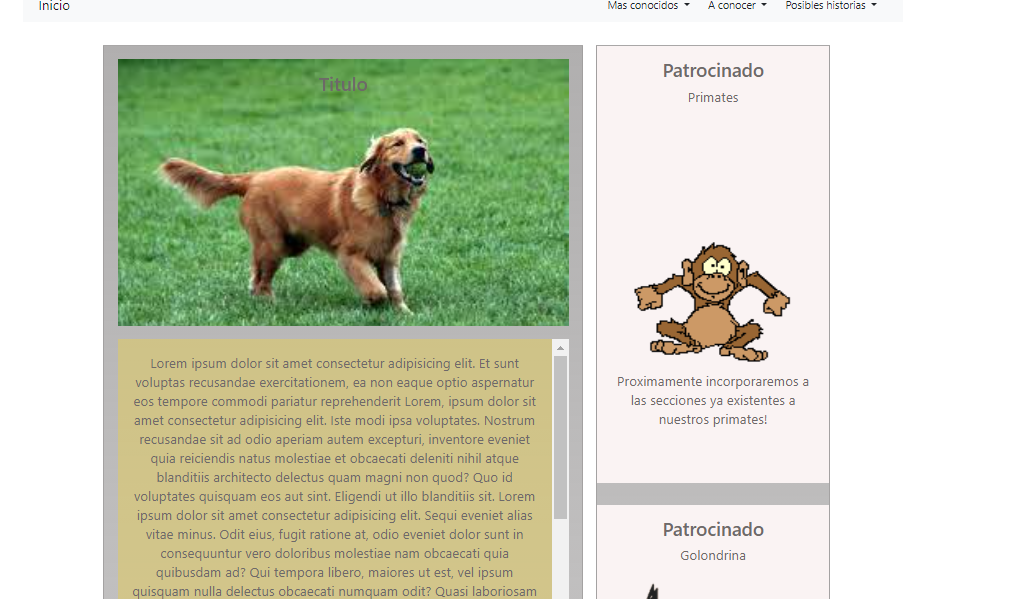 Inicio
Mas conocidos
A conocer
Posibles historias
Titulo
Lorem ipsum dolor sit amet consectetur adipisicing elit. Et sunt
voluptas recusandae exercitationem, ea non eaque optio aspernatur
eos tempore commodi pariatur reprehenderit Lorem, ipsum dolor sit
amet consectetur adipisicing elit. Iste modi ipsa voluptates. Nostrum
recusandae sit ad odio aperiam autem excepturi, inventore eveniet
quia reiciendis natus molestiae et obcaecati deleniti nihil atque
blanditiis architecto delectus quam magni non quod? Quo id
voluptates quisquam eos aut sint. Eligendi ut illo blanditiis sit. Lorem
ipsum dolor sit amet consectetur adipisicing elit. Sequi eveniet alias
vitae minus. Odit eius, fugit ratione at, odio eveniet dolor sunt in
consequuntur vero doloribus molestiae nam obcaecati quia
quibusdam ad? Qui tempora libero, maiores ut est, vel ipsum
quisquam nulla delectus obcaecati numquam odit? Quasi laboriosam
Patrocinado
Primates
Proximamente incorporaremos a
las secciones ya existentes a
nuestros primates!
Patrocinado
Golondrina